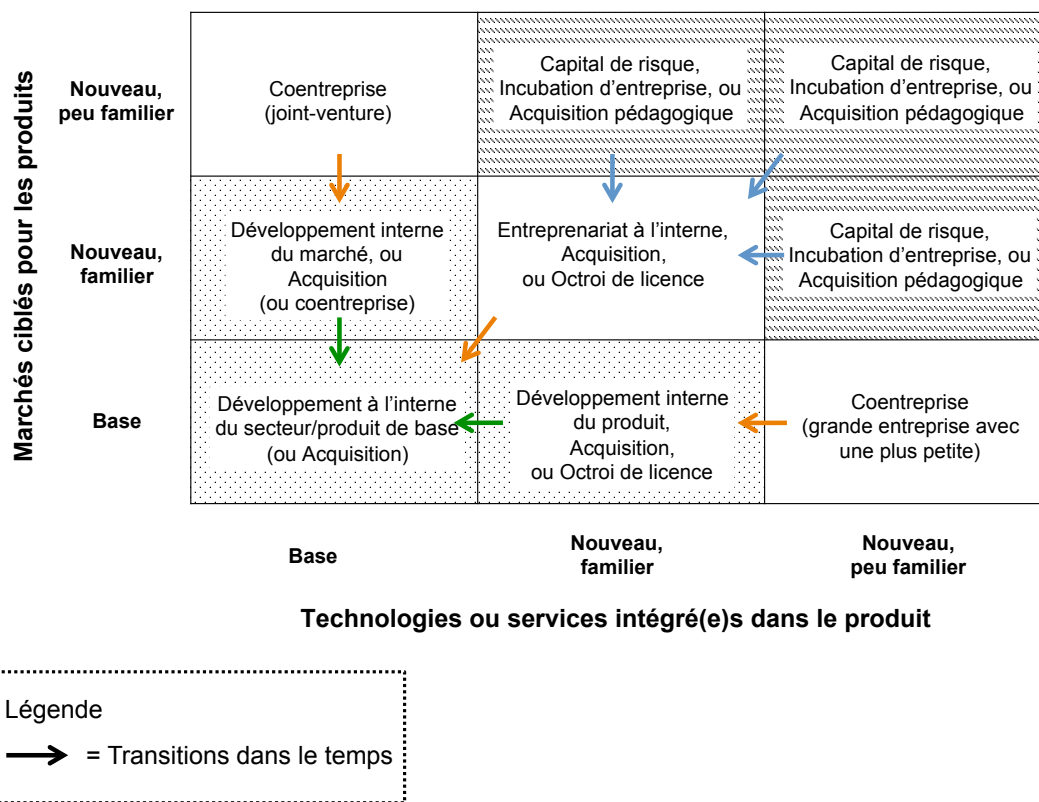 Marchés ciblés pour les produits
Nouveau,
peu familier
Coentreprise
(joint-venture)
Capital de risque,
Incubation d'entreprise, ou
Acquisition pédagogique
Capital de risque,
Incubation d'entreprise, ou
Acquisition pédagogique
Nouveau,
familier
Développement interne
du marché, ou
Acquisition
(ou coentreprise)
Entreprenariat à l'interne,
Acquisition,
ou Octroi de licence
Capital de risque,
Incubation d'entreprise, ou
Acquisition pédagogique
Base
Développement à l'interne
du secteur/produit de base
(ou Acquisition)
Développement interne
du produit,
Acquisition,
ou Octroi de licence
Coentreprise
(grande entreprise avec
une plus petite)
Base
Nouveau,
familier
Nouveau,
peu familier
Technologies ou services intégré(e)s dans le produit
Légende
= Transitions dans le temps